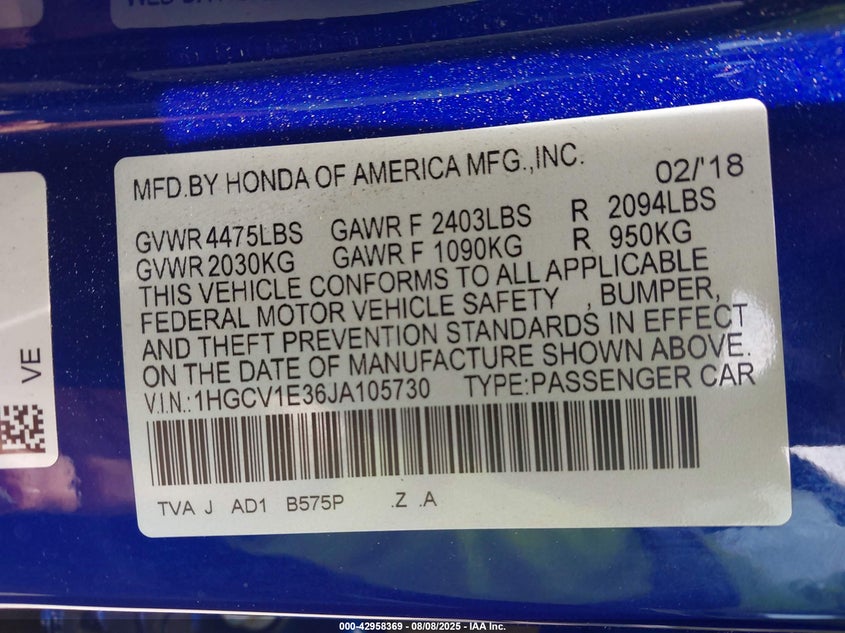 MFD.BY HONDA OF AMERICA MFG.,INC. 02/'18
GVWR 4475LBS GAWR F 2403LBS R 2094LBS
GVWR 2030KG GAWR F 1090KG R 950KG
THIS VEHICLE CONFORMS TO ALL APPLICABLE
FEDERAL MOTOR VEHICLE SAFETY , BUMPER,
AND THEFT PREVENTION STANDARDS IN EFFECT
ON THE DATE OF MANUFACTURE SHOWN ABOVE.
V.I.N.: 1HGCV1E36JA105730 TYPE:PASSENGER CAR
TVA J AD1 B575P .Z .A
VE
000-42958369 - 08/08/2025 - IAA Inc.